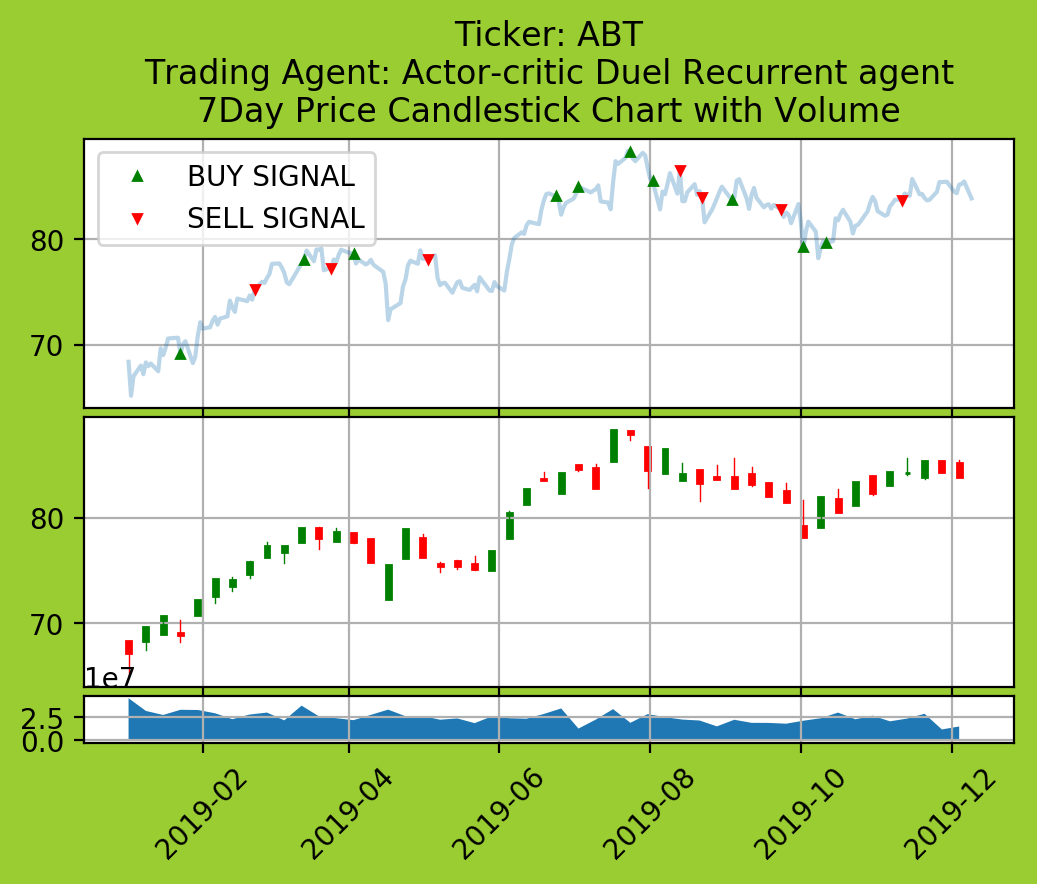 Ticker: ABT
Trading Agent: Actor-critic Duel Recurrent agent
7Day Price Candlestick Chart with Volume
BUY SIGNAL
SELL SIGNAL
80
70
80
70
1e7
2.5
0.0
2019-02
2019-04
2019-06
2019-08
2019-10
2019-12